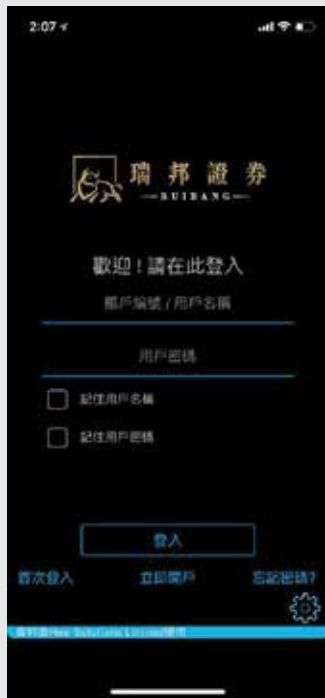 2:07
瑞邦證券
RUIBANG
歡迎！請在此登入
賬戶編號 / 用戶名稱
用戶密碼
記住用戶名稱
記住用戶密碼
登入
首次登入 立即開戶 忘記密碼?
Solutions Limited